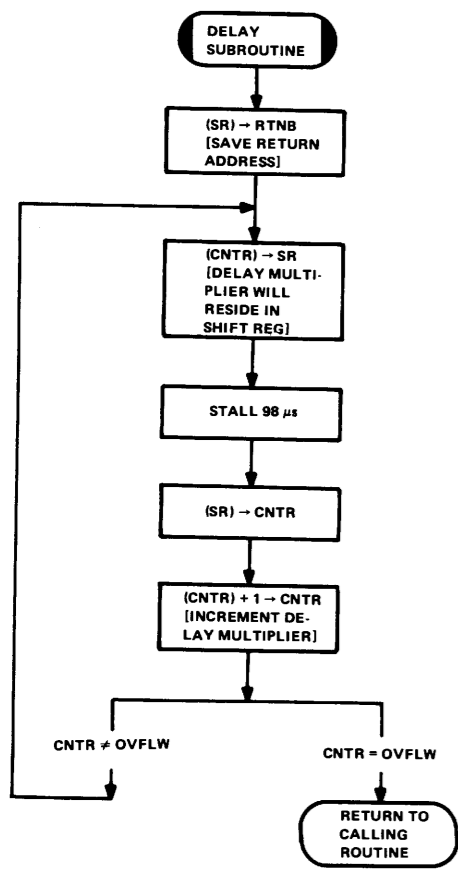 DELAY
SUBROUTINE
(SR) → RTNB
[SAVE RETURN
ADDRESS]
(CNTR) → SR
[DELAY MULTI-
PLIER WILL
RESIDE IN
SHIFT REG]
STALL 98 μs
(SR) → CNTR
(CNTR) + 1 → CNTR
[INCREMENT DE-
LAY MULTIPLIER]
CNTR ≠ OVFLW
CNTR = OVFLW
RETURN TO
CALLING
ROUTINE